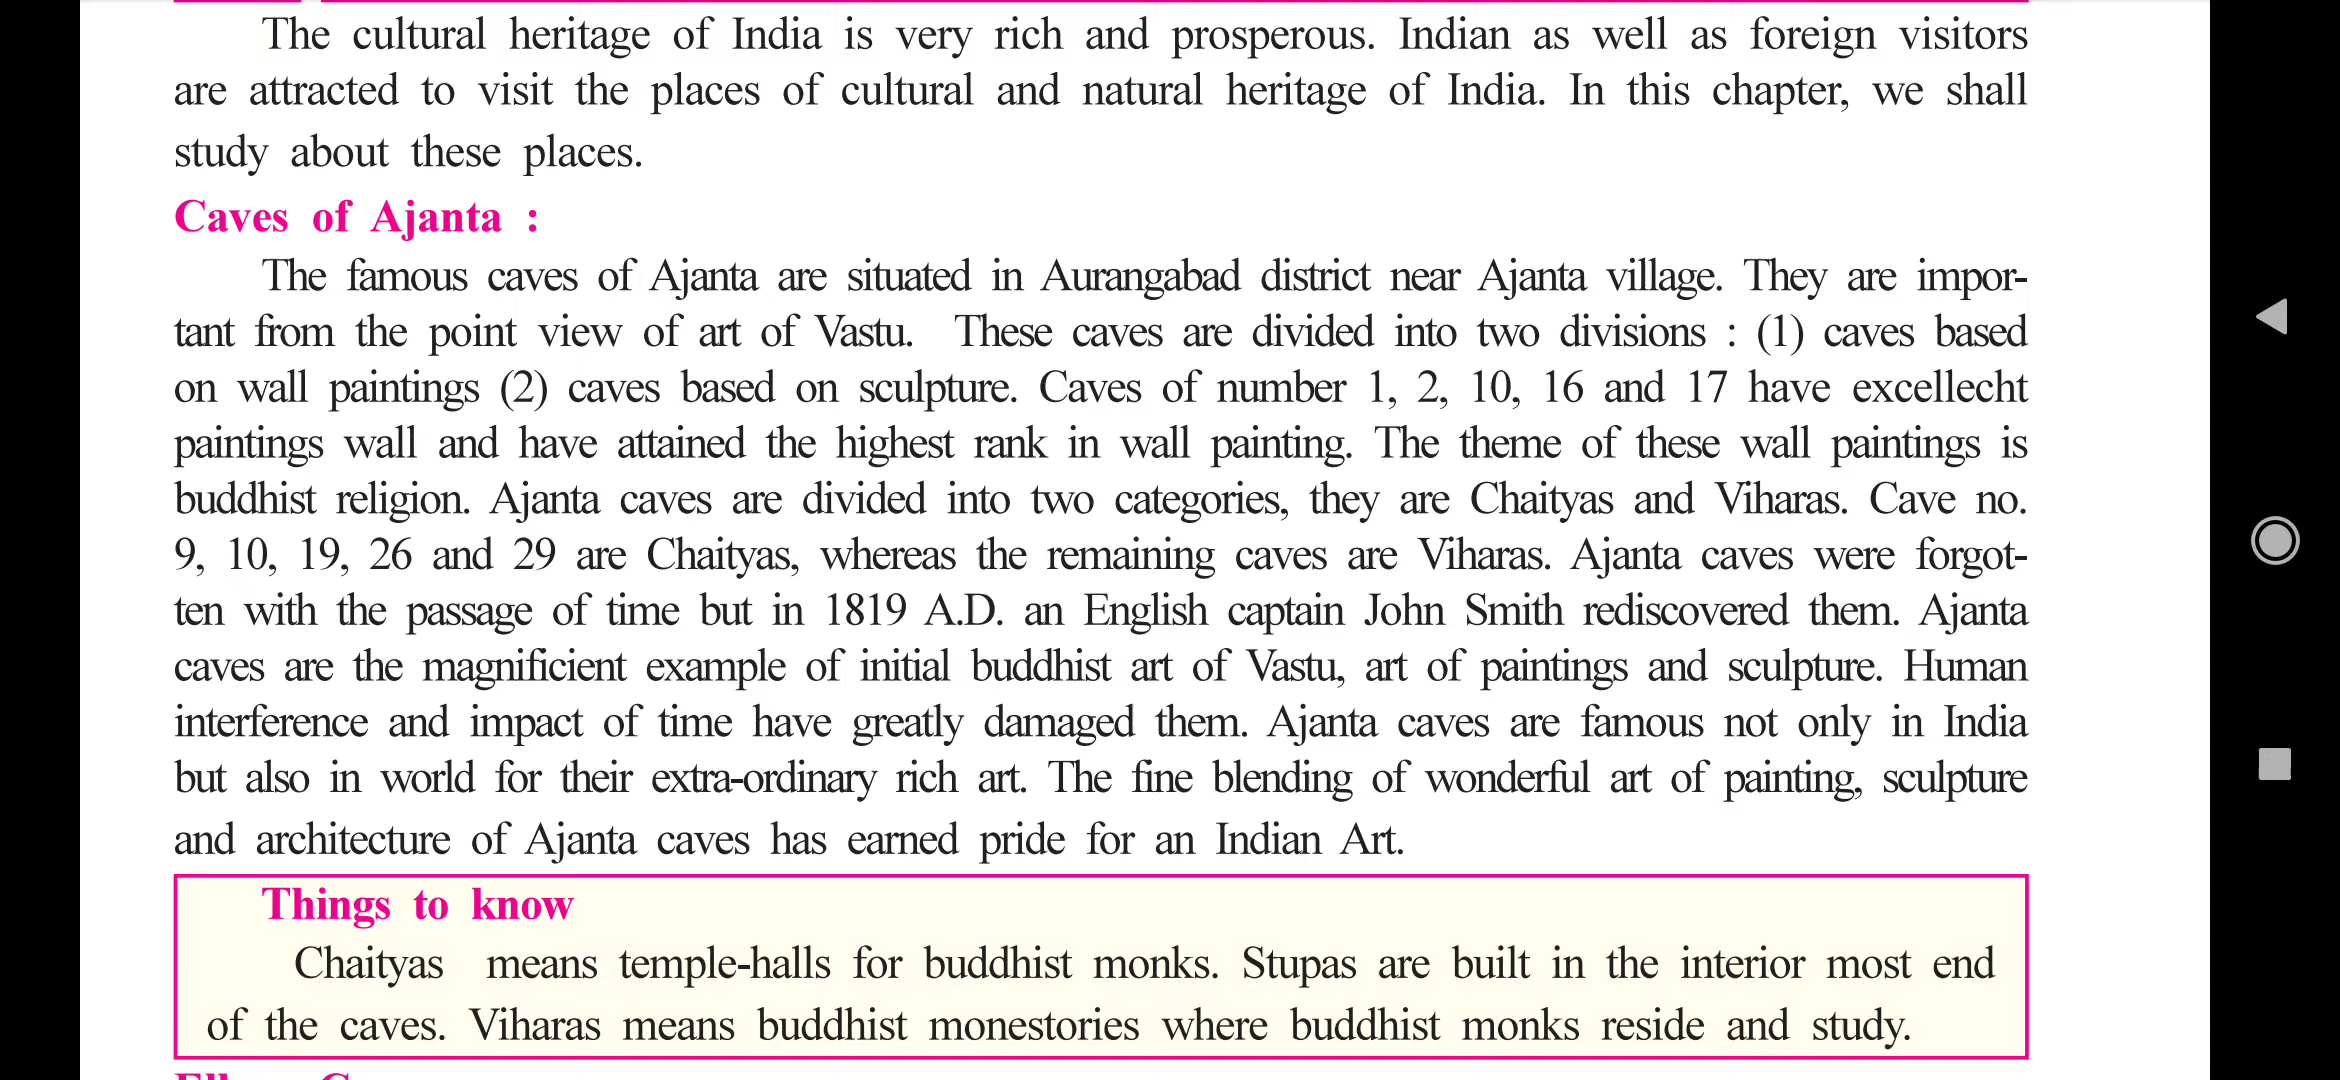 The cultural heritage of India is very rich and prosperous. Indian as well as foreign visitors
are attracted to visit the places of cultural and natural heritage of India. In this chapter, we shall
study about these places.
Caves of Ajanta :
The famous caves of Ajanta are situated in Aurangabad district near Ajanta village. They are impor-
tant from the point view of art of Vastu. These caves are divided into two divisions : (1) caves based
on wall paintings (2) caves based on sculpture. Caves of number 1, 2, 10, 16 and 17 have excellecht
paintings wall and have attained the highest rank in wall painting. The theme of these wall paintings is
buddhist religion. Ajanta caves are divided into two categories, they are Chaityas and Viharas. Cave no.
9, 10, 19, 26 and 29 are Chaityas, whereas the remaining caves are Viharas. Ajanta caves were forgot-
ten with the passage of time but in 1819 A.D. an English captain John Smith rediscovered them. Ajanta
caves are the magnificient example of initial buddhist art of Vastu, art of paintings and sculpture. Human
interference and impact of time have greatly damaged them. Ajanta caves are famous not only in India
but also in world for their extra-ordinary rich art. The fine blending of wonderful art of painting, sculpture
and architecture of Ajanta caves has earned pride for an Indian Art.
Things to know
Chaityas means temple-halls for buddhist monks. Stupas are built in the interior most end
of the caves. Viharas means buddhist monestories where buddhist monks reside and study.